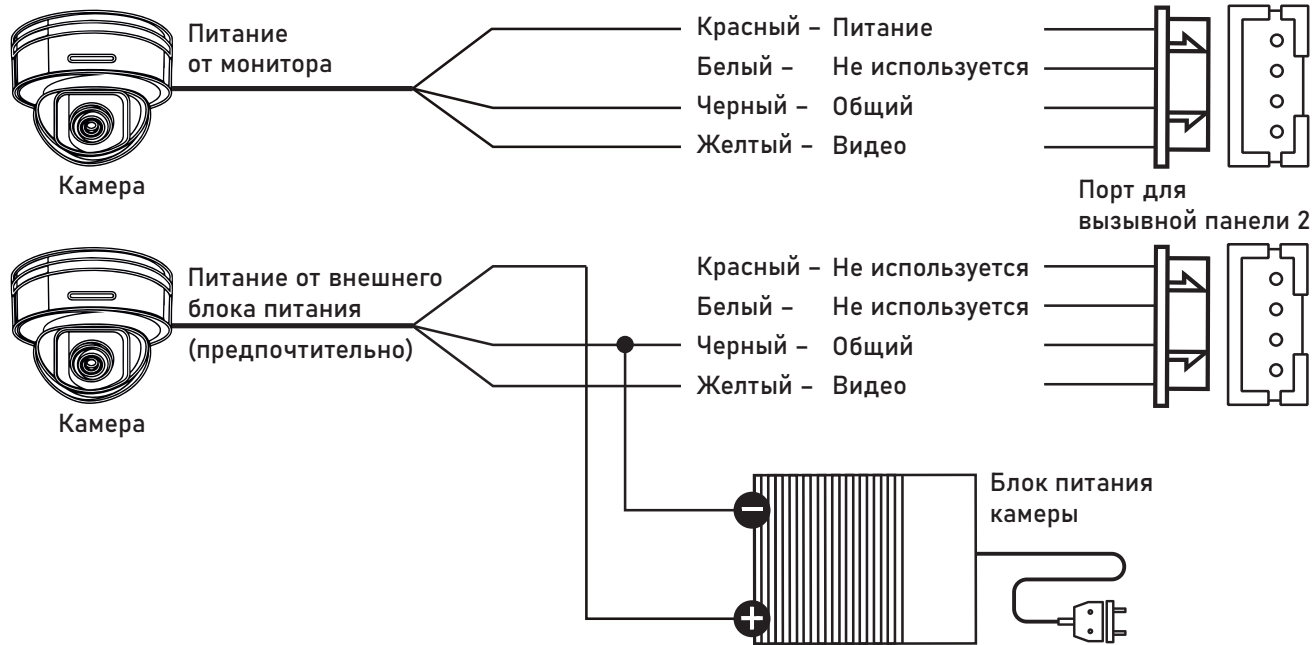 Питание
от монитора
Камера
Красный – Питание
Белый – Не используется
Черный – Общий
Желтый – Видео
Порт для
вызывной панели 2
Питание от внешнего
блока питания
(предпочтительно)
Камера
Красный – Не используется
Белый – Не используется
Черный – Общий
Желтый – Видео
Блок питания
камеры